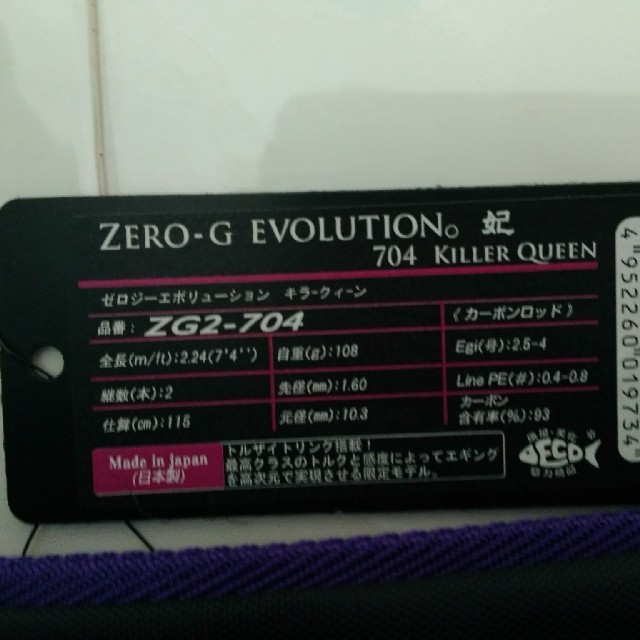 ZERO-G EVOLUTION。 妃
704 KILLER QUEEN
ゼロジーエボリューション キラークィーン
品番: ZG2-704
《カーボンロッド》
全長(m/ft):2.24(7'4'')
自重(g):108
Egi(号):2.5-4
継数(本):2
先径(mm):1.60
Line PE(#):0.4-0.8
仕舞(cm):115
元径(mm):10.3
カーボン
含有率(%):93
Made in japan
(日本製)
トルザイトリング搭載!
最高クラスのトルクと感度によってエギング
を高次元で実現させる限定モデル.
ECO
4952260019734